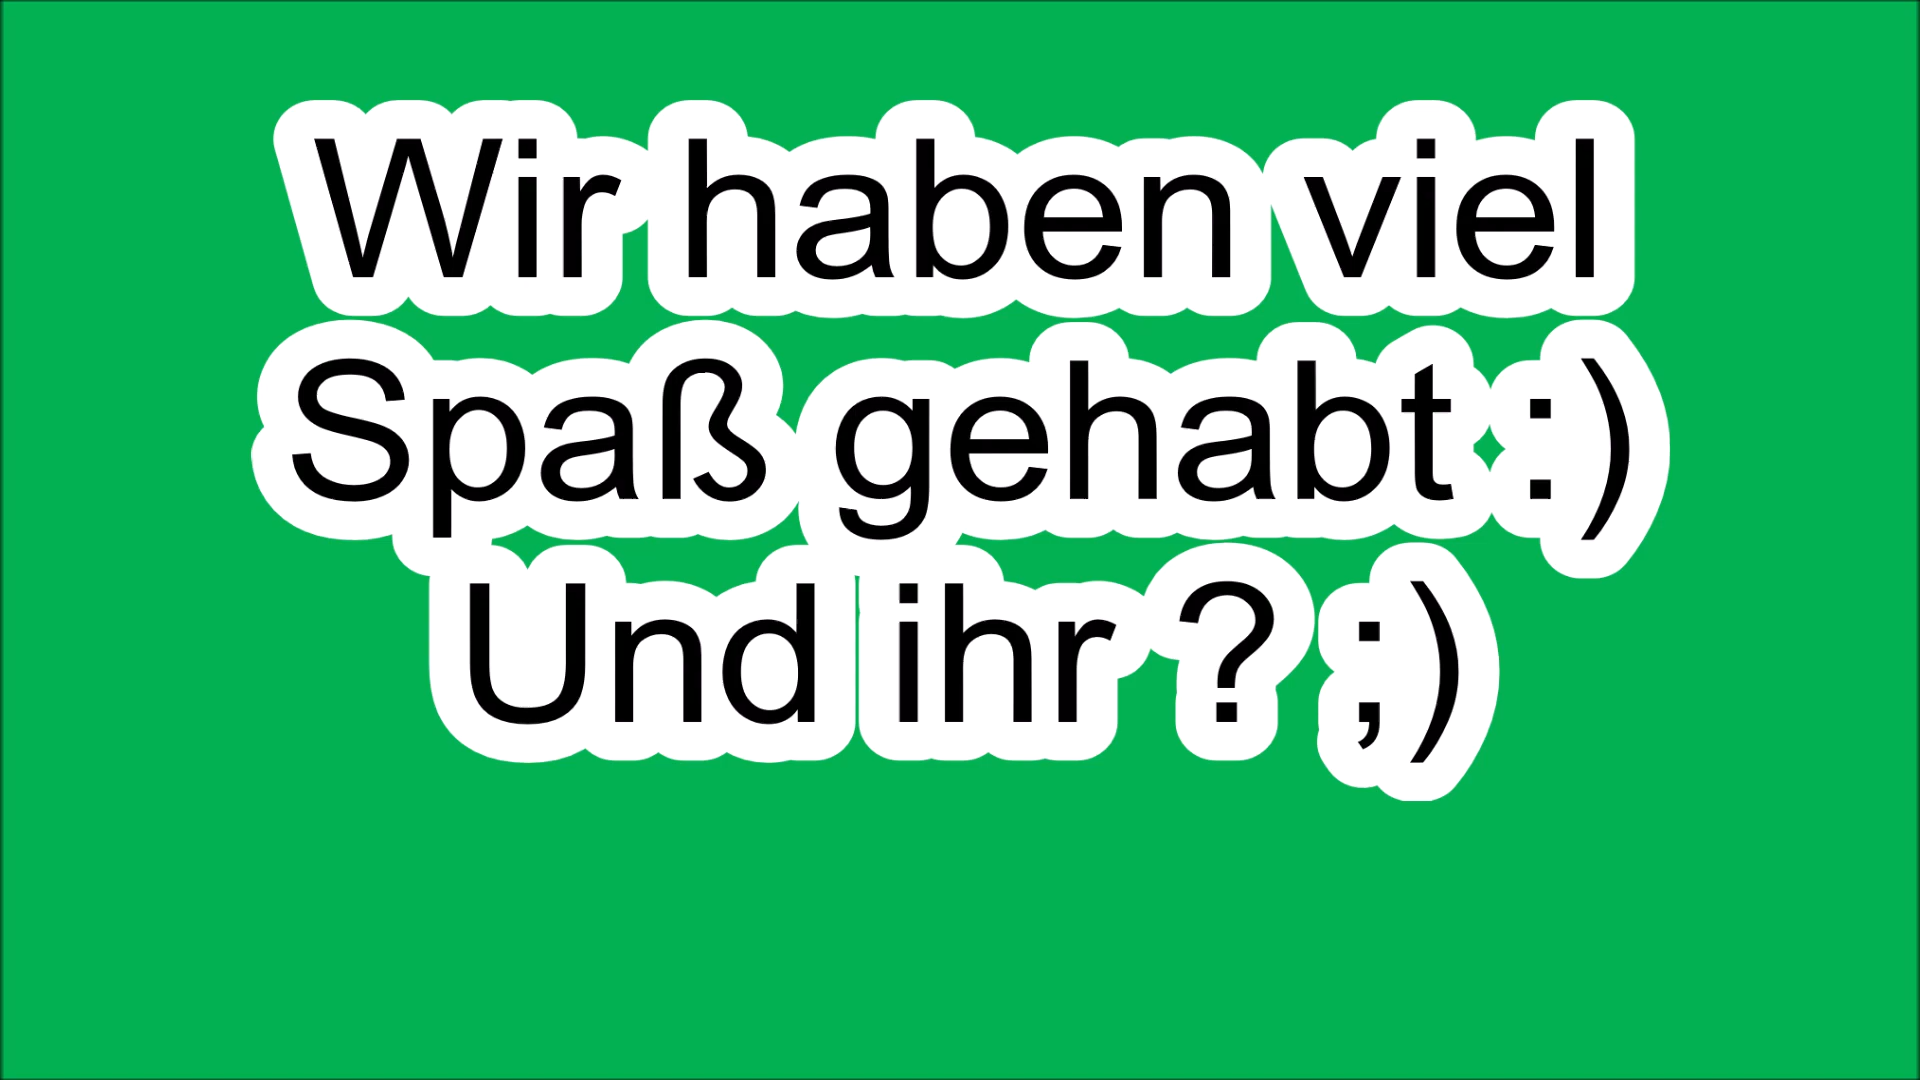 Wir haben viel
Spaß gehabt :)
Und ihr ? ;)